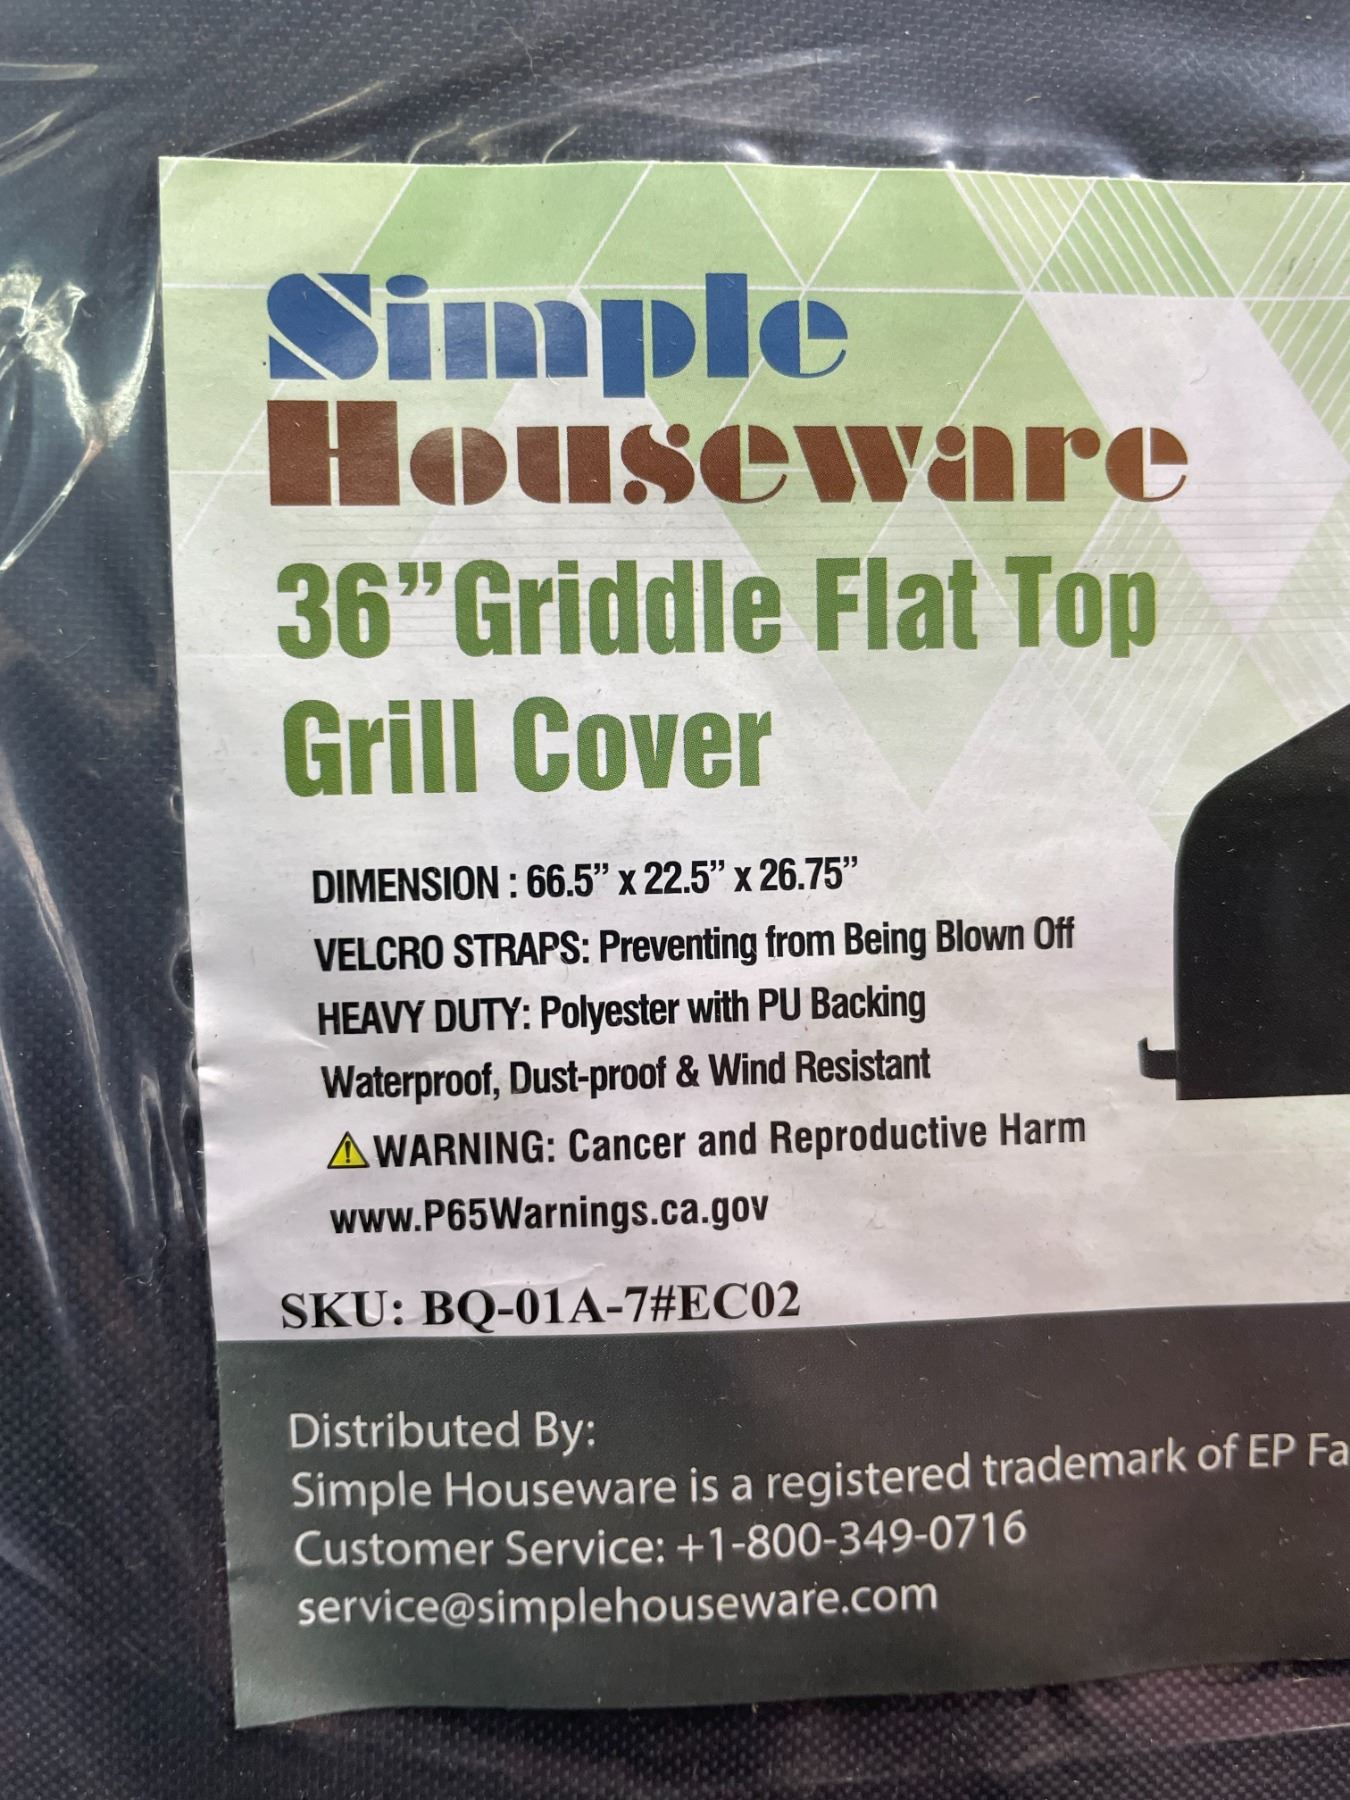 Simple
Houseware
36” Griddle Flat Top
Grill Cover
DIMENSION : 66.5” x 22.5” x 26.75”
VELCRO STRAPS: Preventing from Being Blown Off
HEAVY DUTY: Polyester with PU Backing
Waterproof, Dust-proof & Wind Resistant
⚠ WARNING: Cancer and Reproductive Harm
www.P65Warnings.ca.gov
SKU: BQ-01A-7#EC02
Distributed By:
Simple Houseware is a registered trademark of EP Fa
Customer Service: +1-800-349-0716
service@simplehouseware.com